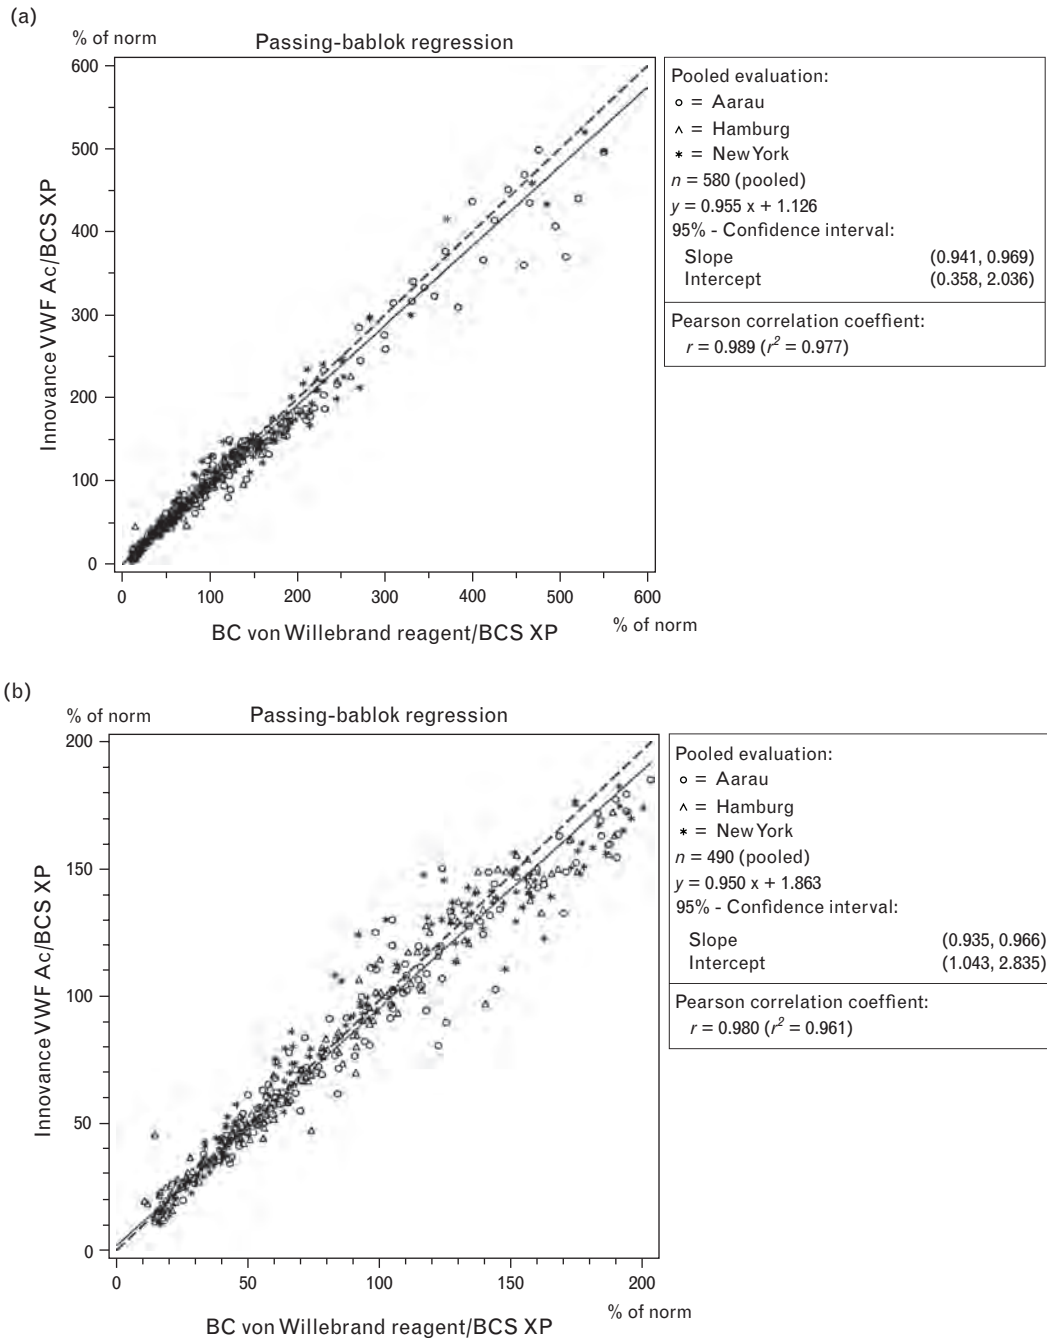 (a)
% of norm
Passing-bablok regression
600
500
400
300
200
100
0
Innovance VWF Ac/BCS XP
0 100 200 300 400 500 600
BC von Willebrand reagent/BCS XP
% of norm
Pooled evaluation:
o = Aarau
^ = Hamburg
* = New York
n = 580 (pooled)
y = 0.955 x + 1.126
95% - Confidence interval:
Slope (0.941, 0.969)
Intercept (0.358, 2.036)
Pearson correlation coeffient:
r = 0.989 (r² = 0.977)
(b)
% of norm
Passing-bablok regression
200
150
100
50
0
Innovance VWF Ac/BCS XP
0 50 100 150 200
% of norm
BC von Willebrand reagent/BCS XP
Pooled evaluation:
o = Aarau
^ = Hamburg
* = New York
n = 490 (pooled)
y = 0.950 x + 1.863
95% - Confidence interval:
Slope (0.935, 0.966)
Intercept (1.043, 2.835)
Pearson correlation coeffient:
r = 0.980 (r² = 0.961)